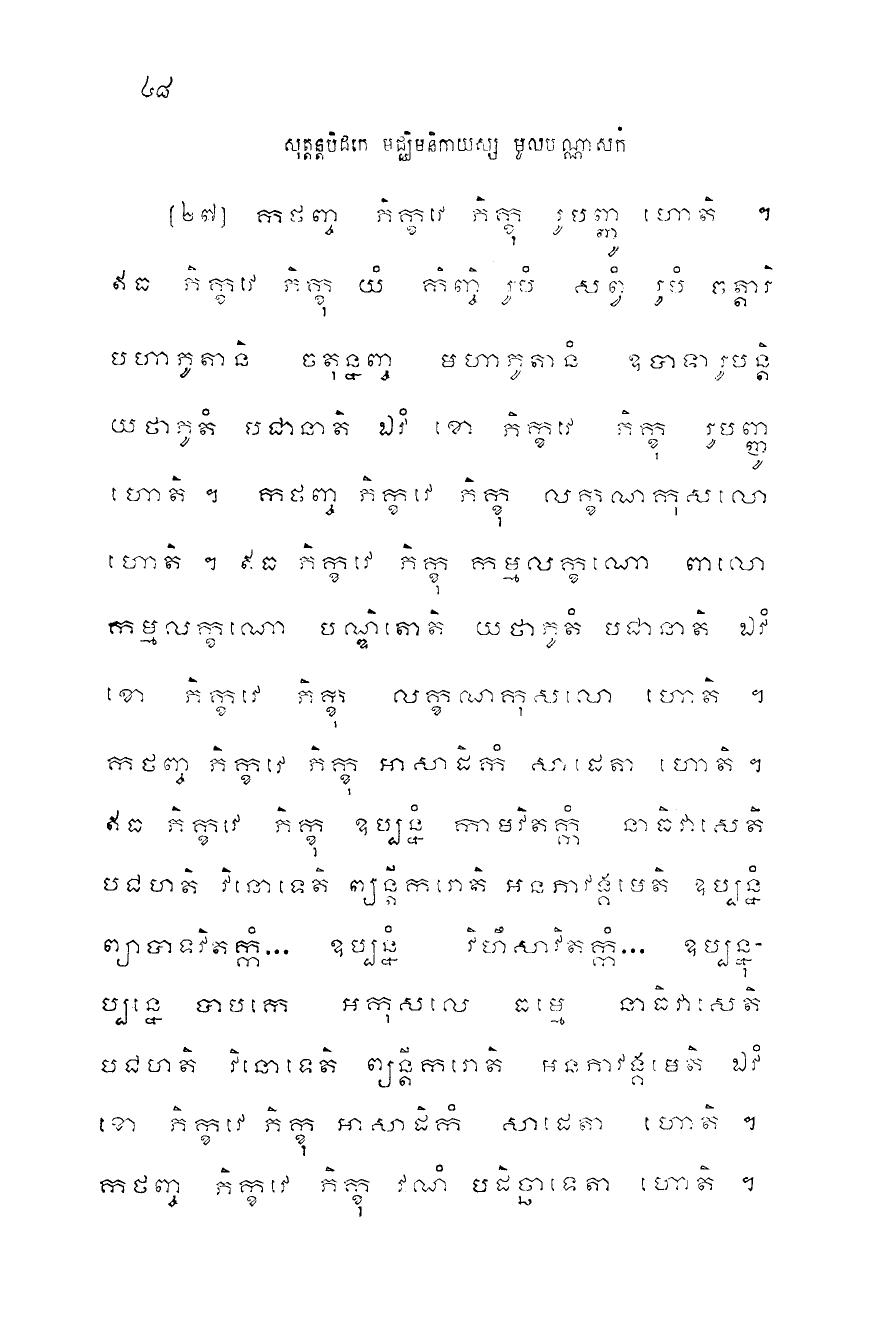 ៤៨
សុត្តន្តបិដកេ មជ្ឈិមនិកាយស្ស មូលបណ្ណាសកំ
[២៧] កថញ្ច ភិក្ខវេ ភិក្ខុ រូបញ្ញូ ហោតិ ។
ឥធ ភិក្ខវេ ភិក្ខុ យំ កិញ្ចិ រូបំ សព្វំ រូបំ ចត្តារិ
មហាភូតានិ ចតុន្នញ្ច មហាភូតានំ ឧបាទារូបន្តិ
យថាភូតំ បជានាតិ ឯវំ ខោ ភិក្ខវេ ភិក្ខុ រូបញ្ញូ
ហោតិ ។ កថញ្ច ភិក្ខវេ ភិក្ខុ លក្ខណកុសលោ
ហោតិ ។ ឥធ ភិក្ខវេ ភិក្ខុ កម្មលក្ខណោ ពាលោ
កម្មលក្ខណោ បណ្ឌិតោតិ យថាភូតំ បជានាតិ ឯវំ
ខោ ភិក្ខវេ ភិក្ខុ លក្ខណកុសលោ ហោតិ ។
កថញ្ច ភិក្ខវេ ភិក្ខុ អាសាដិកំ សាដេតា ហោតិ ។
ឥធ ភិក្ខវេ ភិក្ខុ ឧប្បន្នំ កាមវិតក្កំ នាធិវាសេតិ
បជហតិ វិនោទេតិ ព្យន្តីករោតិ អនភាវង្គមេតិ ឧប្បន្នំ
ព្យាបាទវិតក្កំ... ឧប្បន្នំ វិហឹសាវិតក្កំ... ឧប្បន្នុ-
ប្បន្នេ បាបកេ អកុសលេ ធម្មេ នាធិវាសេតិ
បជហតិ វិនោទេតិ ព្យន្តីករោតិ អនភាវង្គមេតិ ឯវំ
ខោ ភិក្ខវេ ភិក្ខុ អាសាដិកំ សាដេតា ហោតិ ។
កថញ្ច ភិក្ខវេ ភិក្ខុ វណំ បដិច្ឆាទេតា ហោតិ ។